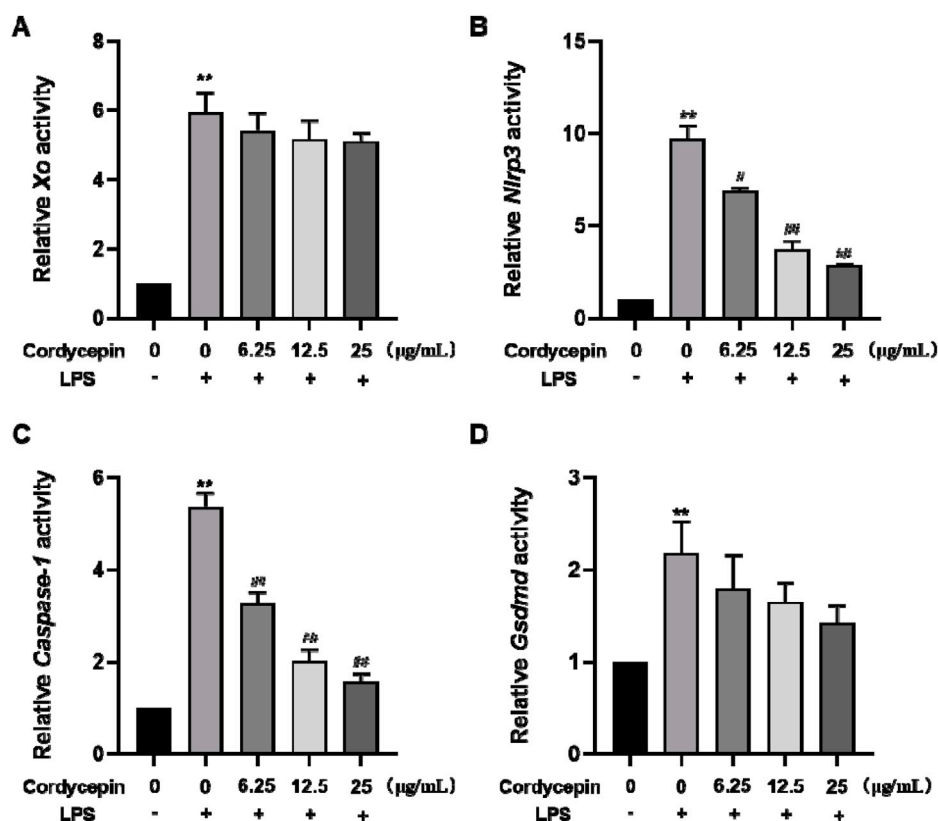 A
Relative Xo activity
8
6
4
2
0
**
Cordycepin 0 0 6.25 12.5 25 (μg/mL)
LPS - + + + +
B
Relative Nlrp3 activity
15
10
5
0
**
#
##
##
Cordycepin 0 0 6.25 12.5 25 (μg/mL)
LPS - + + + +
C
Relative Caspase-1 activity
6
4
2
0
**
##
##
##
Cordycepin 0 0 6.25 12.5 25 (μg/mL)
LPS - + + + +
D
Relative Gsdmd activity
3
2
1
0
**
Cordycepin 0 0 6.25 12.5 25 (μg/mL)
LPS - + + + +